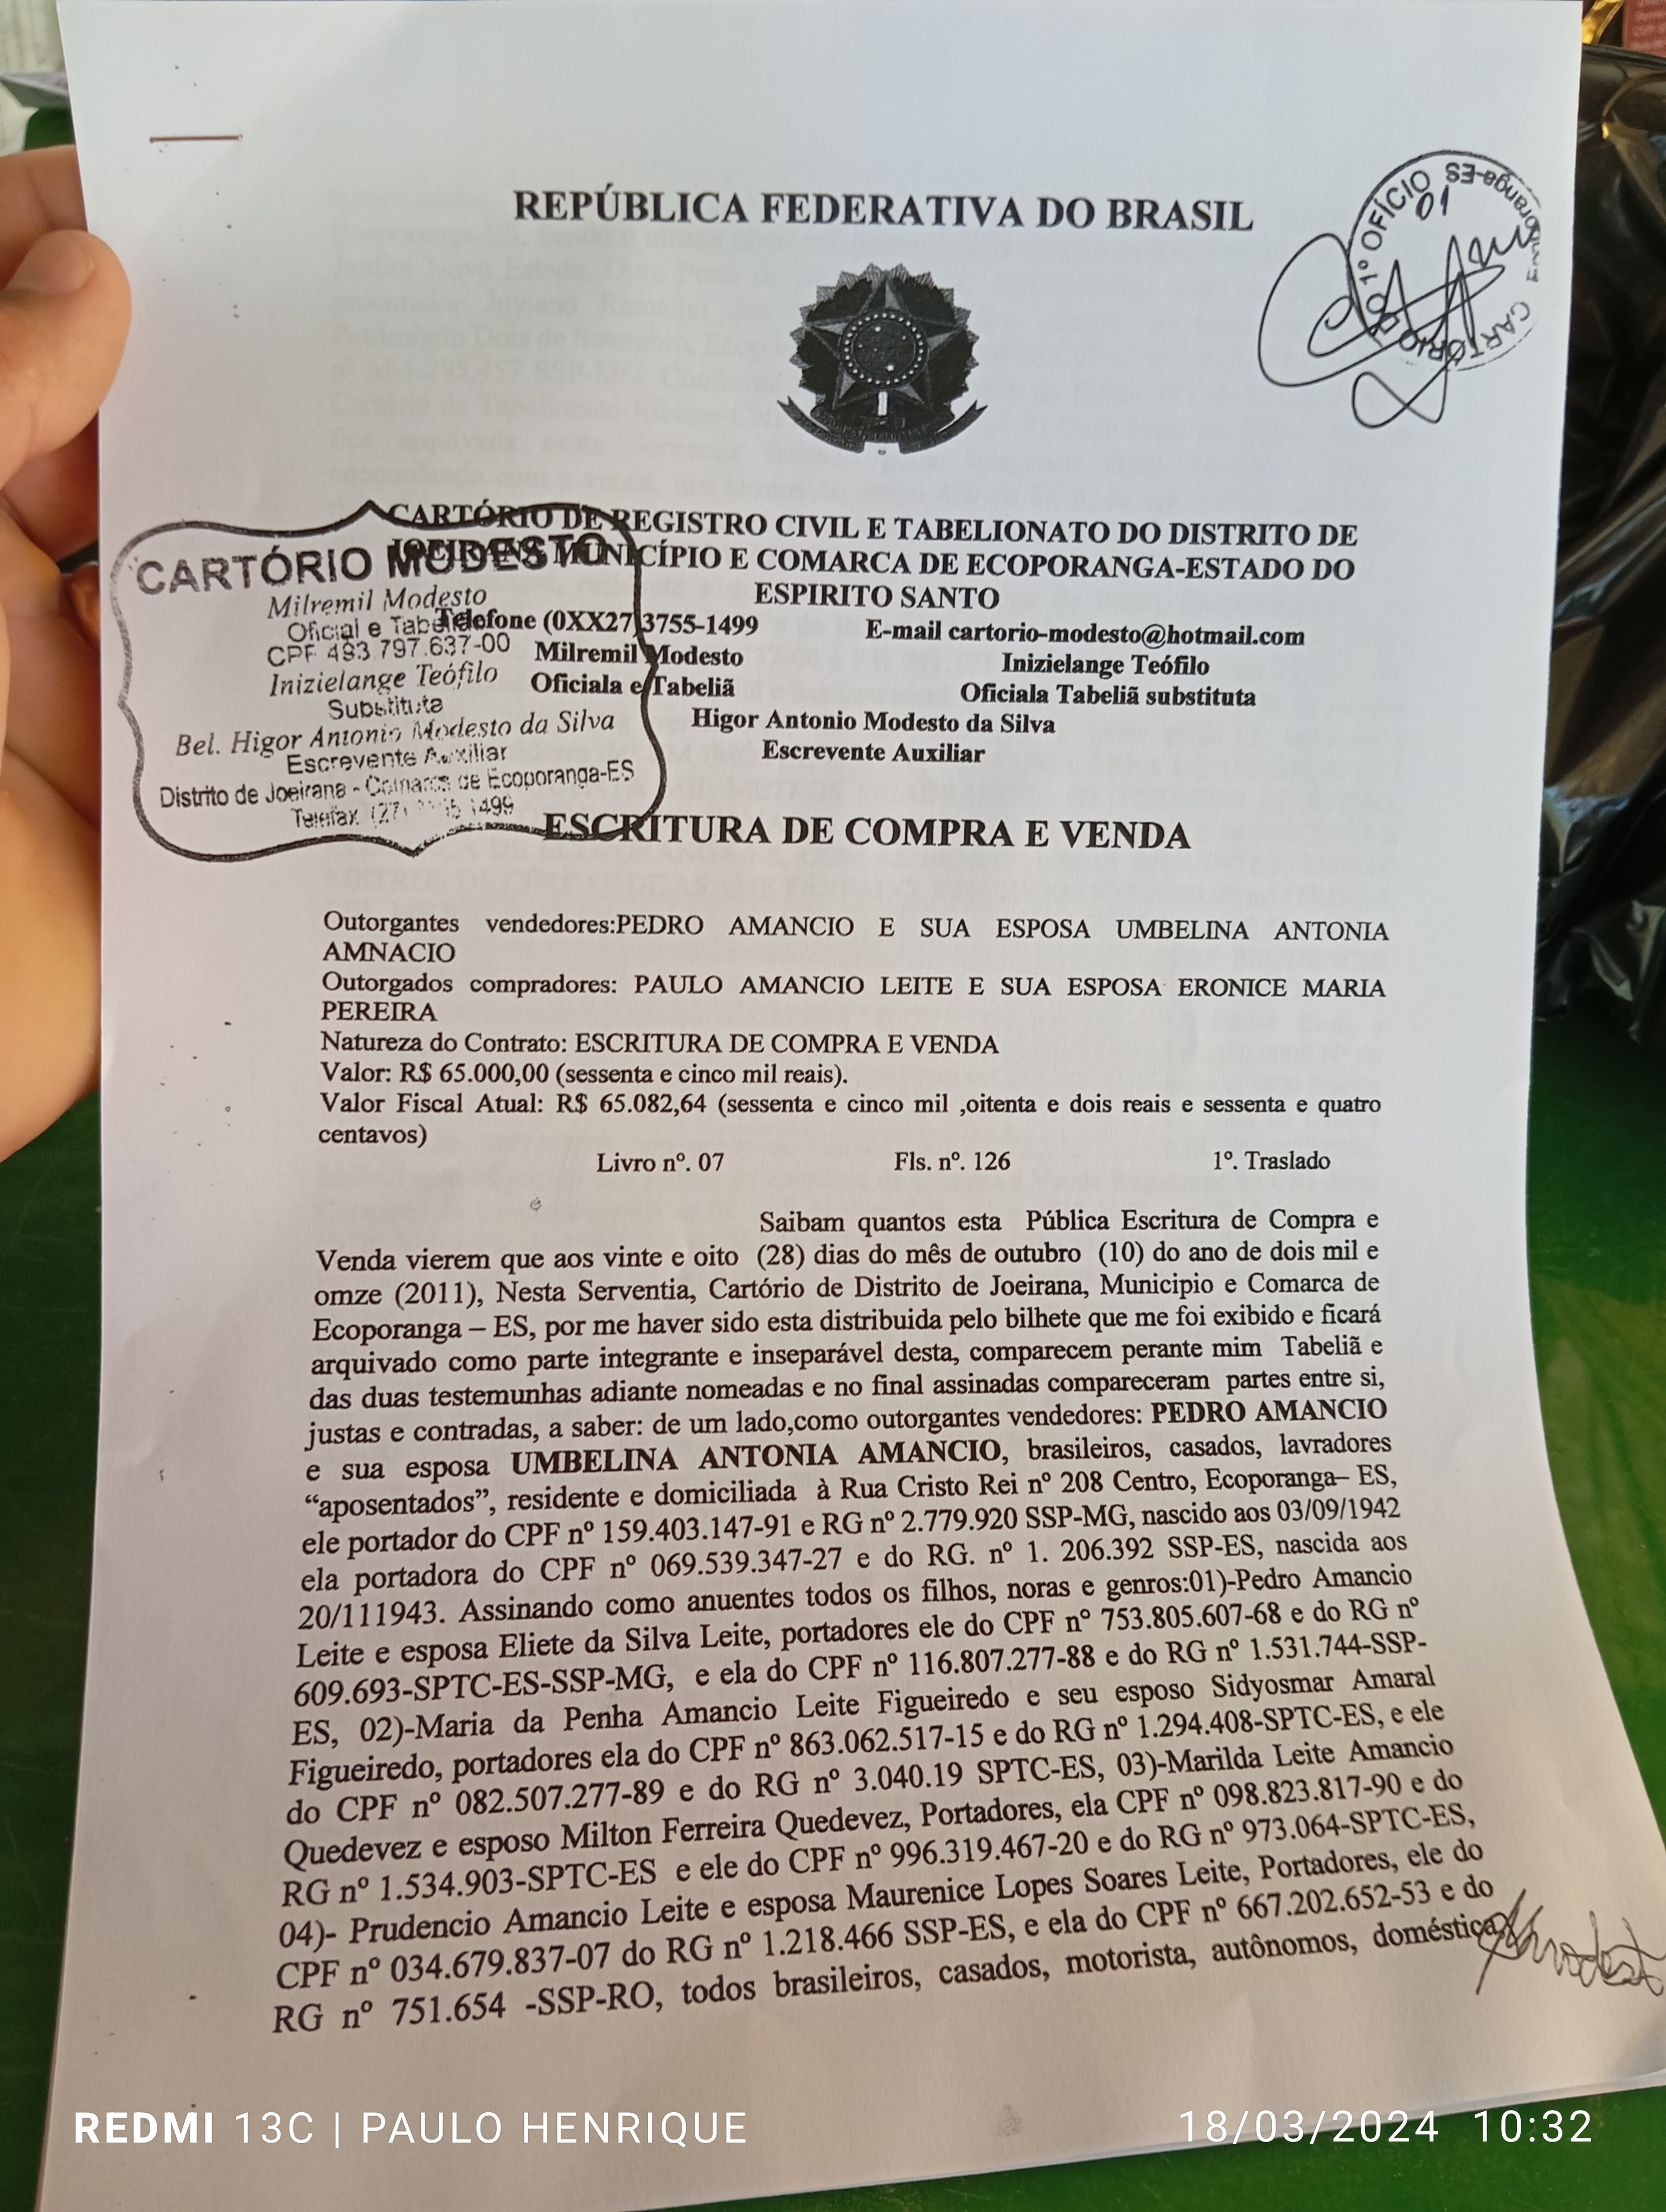 REPÚBLICA FEDERATIVA DO BRASIL
CARTÓRIO DO 1º OFÍCIO
Ecoporanga-ES
01
CARTÓRIO DE REGISTRO CIVIL E TABELIONATO DO DISTRITO DE
JOEIRANA MUNICÍPIO E COMARCA DE ECOPORANGA-ESTADO DO
ESPIRITO SANTO
Telefone (0XX27)3755-1499 E-mail cartorio-modesto@hotmail.com
Milremil Modesto Inizielange Teófilo
Oficiala e Tabeliã Oficiala Tabeliã substituta
Higor Antonio Modesto da Silva
Escrevente Auxiliar
CARTÓRIO MODESTO
Milremil Modesto
Oficial e
CPF 493.797.637-00
Inizielange Teófilo
Substituta
Bel. Higor Antonio Modesto da Silva
Escrevente Auxiliar
Distrito de Joeirana - Comarca de Ecoporanga-ES
Telefax (27) 1499
ESCRITURA DE COMPRA E VENDA
Outorgantes vendedores:PEDRO AMANCIO E SUA ESPOSA UMBELINA ANTONIA
AMNACIO
Outorgados compradores: PAULO AMANCIO LEITE E SUA ESPOSA ERONICE MARIA
PEREIRA
Natureza do Contrato: ESCRITURA DE COMPRA E VENDA
Valor: R$ 65.000,00 (sessenta e cinco mil reais).
Valor Fiscal Atual: R$ 65.082,64 (sessenta e cinco mil ,oitenta e dois reais e sessenta e quatro
centavos)
Livro nº. 07 Fls. nº. 126 1º. Traslado
Saibam quantos esta Pública Escritura de Compra e
Venda vierem que aos vinte e oito (28) dias do mês de outubro (10) do ano de dois mil e
omze (2011), Nesta Serventia, Cartório de Distrito de Joeirana, Municipio e Comarca de
Ecoporanga – ES, por me haver sido esta distribuida pelo bilhete que me foi exibido e ficará
arquivado como parte integrante e inseparável desta, comparecem perante mim Tabeliã e
das duas testemunhas adiante nomeadas e no final assinadas compareceram partes entre si,
justas e contradas, a saber: de um lado,como outorgantes vendedores: PEDRO AMANCIO
e sua esposa UMBELINA ANTONIA AMANCIO, brasileiros, casados, lavradores
“aposentados”, residente e domiciliada à Rua Cristo Rei nº 208 Centro, Ecoporanga– ES,
ele portador do CPF nº 159.403.147-91 e RG nº 2.779.920 SSP-MG, nascido aos 03/09/1942
ela portadora do CPF nº 069.539.347-27 e do RG. nº 1. 206.392 SSP-ES, nascida aos
20/111943. Assinando como anuentes todos os filhos, noras e genros:01)-Pedro Amancio
Leite e esposa Eliete da Silva Leite, portadores ele do CPF nº 753.805.607-68 e do RG nº
609.693-SPTC-ES-SSP-MG, e ela do CPF nº 116.807.277-88 e do RG nº 1.531.744-SSP-
ES, 02)-Maria da Penha Amancio Leite Figueiredo e seu esposo Sidyosmar Amaral
Figueiredo, portadores ela do CPF nº 863.062.517-15 e do RG nº 1.294.408-SPTC-ES, e ele
do CPF nº 082.507.277-89 e do RG nº 3.040.19 SPTC-ES, 03)-Marilda Leite Amancio
Quedevez e esposo Milton Ferreira Quedevez, Portadores, ela CPF nº 098.823.817-90 e do
RG nº 1.534.903-SPTC-ES e ele do CPF nº 996.319.467-20 e do RG nº 973.064-SPTC-ES,
04)- Prudencio Amancio Leite e esposa Maurenice Lopes Soares Leite, Portadores, ele do
CPF nº 034.679.837-07 do RG nº 1.218.466 SSP-ES, e ela do CPF nº 667.202.652-53 e do
RG nº 751.654 -SSP-RO, todos brasileiros, casados, motorista, autônomos, doméstica,
REDMI 13C | PAULO HENRIQUE 18/03/2024 10:32